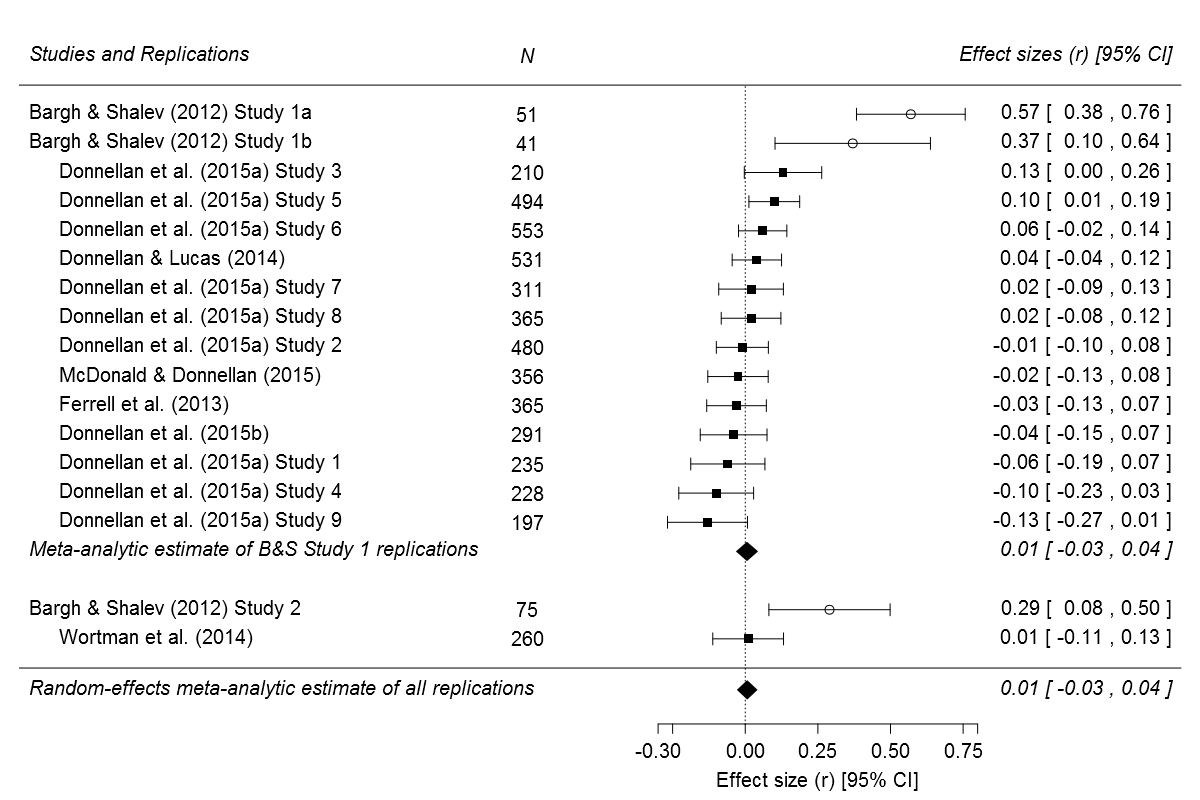 Studies and Replications N Effect sizes (r) [95% CI]
Bargh & Shalev (2012) Study 1a 51 0.57 [ 0.38 , 0.76 ]
Bargh & Shalev (2012) Study 1b 41 0.37 [ 0.10 , 0.64 ]
Donnellan et al. (2015a) Study 3 210 0.13 [ 0.00 , 0.26 ]
Donnellan et al. (2015a) Study 5 494 0.10 [ 0.01 , 0.19 ]
Donnellan et al. (2015a) Study 6 553 0.06 [ -0.02 , 0.14 ]
Donnellan & Lucas (2014) 531 0.04 [ -0.04 , 0.12 ]
Donnellan et al. (2015a) Study 7 311 0.02 [ -0.09 , 0.13 ]
Donnellan et al. (2015a) Study 8 365 0.02 [ -0.08 , 0.12 ]
Donnellan et al. (2015a) Study 2 480 -0.01 [ -0.10 , 0.08 ]
McDonald & Donnellan (2015) 356 -0.02 [ -0.13 , 0.08 ]
Ferrell et al. (2013) 365 -0.03 [ -0.13 , 0.07 ]
Donnellan et al. (2015b) 291 -0.04 [ -0.15 , 0.07 ]
Donnellan et al. (2015a) Study 1 235 -0.06 [ -0.19 , 0.07 ]
Donnellan et al. (2015a) Study 4 228 -0.10 [ -0.23 , 0.03 ]
Donnellan et al. (2015a) Study 9 197 -0.13 [ -0.27 , 0.01 ]
Meta-analytic estimate of B&S Study 1 replications 0.01 [ -0.03 , 0.04 ]
Bargh & Shalev (2012) Study 2 75 0.29 [ 0.08 , 0.50 ]
Wortman et al. (2014) 260 0.01 [ -0.11 , 0.13 ]
Random-effects meta-analytic estimate of all replications 0.01 [ -0.03 , 0.04 ]
-0.30 0.00 0.25 0.50 0.75
Effect size (r) [95% CI]